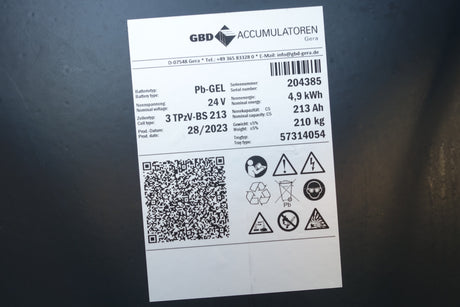 GBD ACCUMULATOREN
Gera
D-07548 Gera * Tel.: +49 365 83328 0 * E-Mail: info@gbd-gera.de
Batterietyp: Pb-GEL
Battery type:
Nennspannung: 24 V
Nominal voltage:
Zellentyp: 3 TPzV-BS 213
Cell type:
Prod.-Datum: 28/2023
Prod. date:
Seriennummer: 204385
Serial number:
Nennenergie: 4,9 kWh
Nominal energy:
Nennkapazität: C5 213 Ah
Nominal capacity: C5
Gewicht: ±5% 210 kg
Weight: ±5%
Trogtyp: 57314054
Tray type:
Pb